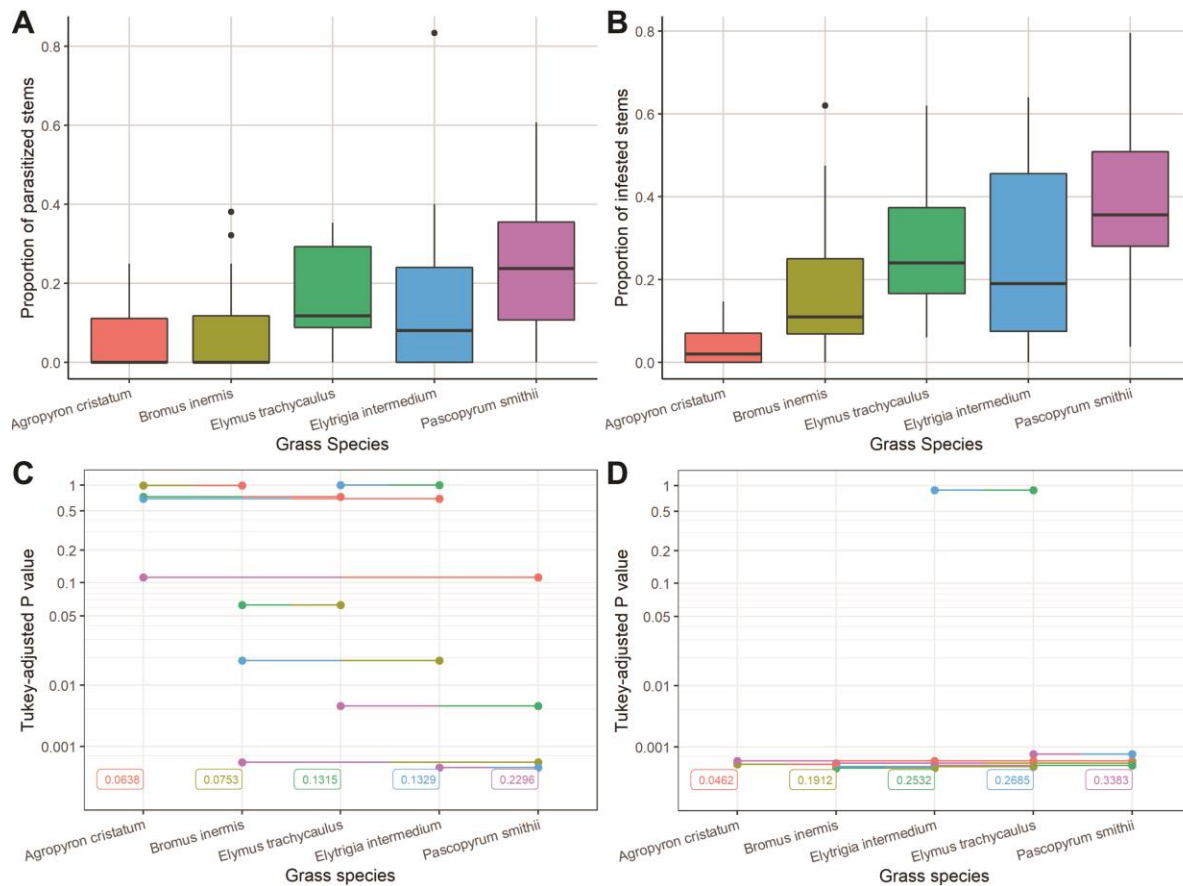 A
Proportion of parasitized stems
0.8
0.6
0.4
0.2
0.0
Agropyron cristatum
Bromus inermis
Elymus trachycaulus
Elytrigia intermedium
Pascopyrum smithii
Grass Species
B
Proportion of infested stems
0.8
0.6
0.4
0.2
0.0
Agropyron cristatum
Bromus inermis
Elymus trachycaulus
Elytrigia intermedium
Pascopyrum smithii
Grass Species
C
Tukey-adjusted P value
1
0.5
0.2
0.1
0.05
0.01
0.001
0.0638
0.0753
0.1315
0.1329
0.2296
Agropyron cristatum
Bromus inermis
Elymus trachycaulus
Elytrigia intermedium
Pascopyrum smithii
Grass species
D
Tukey-adjusted P value
1
0.5
0.2
0.1
0.05
0.01
0.001
0.0462
0.1912
0.2532
0.2685
0.3383
Agropyron cristatum
Bromus inermis
Elytrigia intermedium
Elymus trachycaulus
Pascopyrum smithii
Grass species